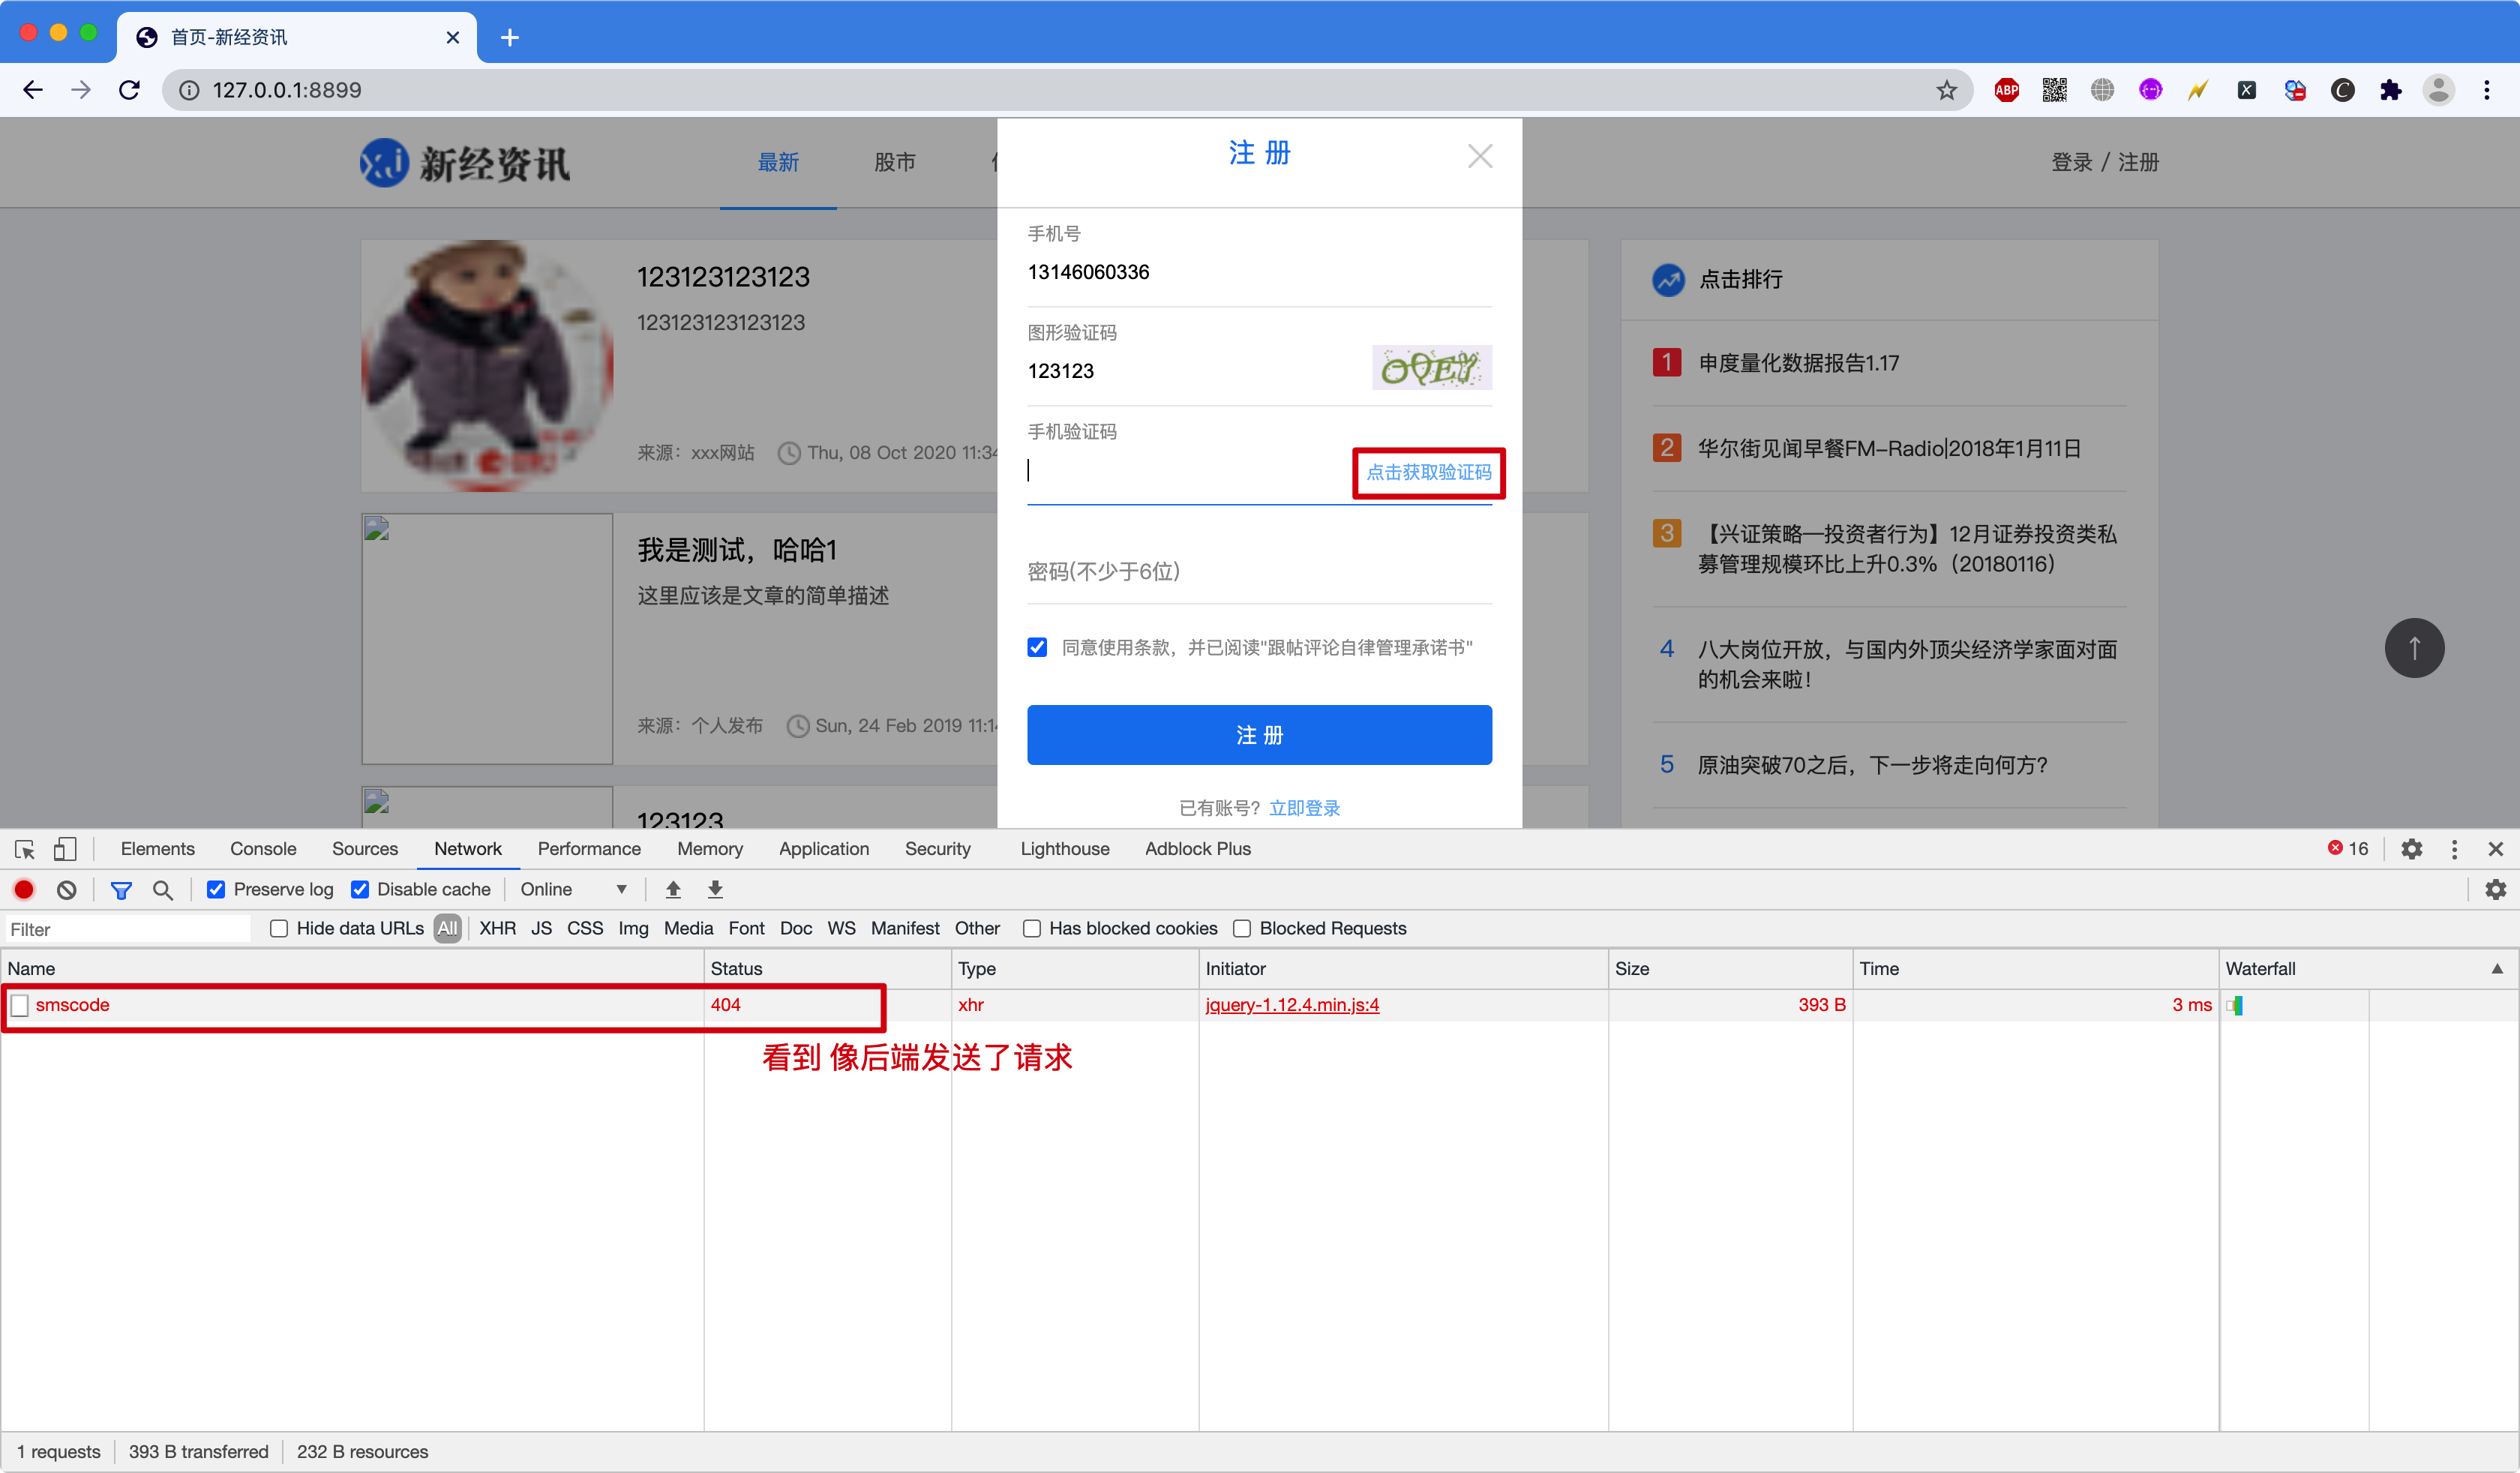 首页-新经资讯
127.0.0.1:8899
ABP
新经资讯
最新
股市
登录 / 注册
注 册
手机号
13146060336
图形验证码
123123
手机验证码
点击获取验证码
密码(不少于6位)
同意使用条款，并已阅读"跟帖评论自律管理承诺书"
注 册
已有账号？ 立即登录
123123123123
123123123123123
来源：xxx网站
Thu, 08 Oct 2020 11:34
我是测试，哈哈1
这里应该是文章的简单描述
来源：个人发布
Sun, 24 Feb 2019 11:14
123123
点击排行
1 申度量化数据报告1.17
2 华尔街见闻早餐FM-Radio|2018年1月11日
3 【兴证策略—投资者行为】12月证券投资类私
募管理规模环比上升0.3%（20180116）
4 八大岗位开放，与国内外顶尖经济学家面对面
的机会来啦！
5 原油突破70之后，下一步将走向何方？
Elements Console Sources Network Performance Memory Application Security Lighthouse Adblock Plus 16
Preserve log Disable cache Online
Filter Hide data URLs All XHR JS CSS Img Media Font Doc WS Manifest Other Has blocked cookies Blocked Requests
Name Status Type Initiator Size Time Waterfall
smscode 404 xhr jquery-1.12.4.min.js:4 393 B 3 ms
看到 像后端发送了请求
1 requests 393 B transferred 232 B resources